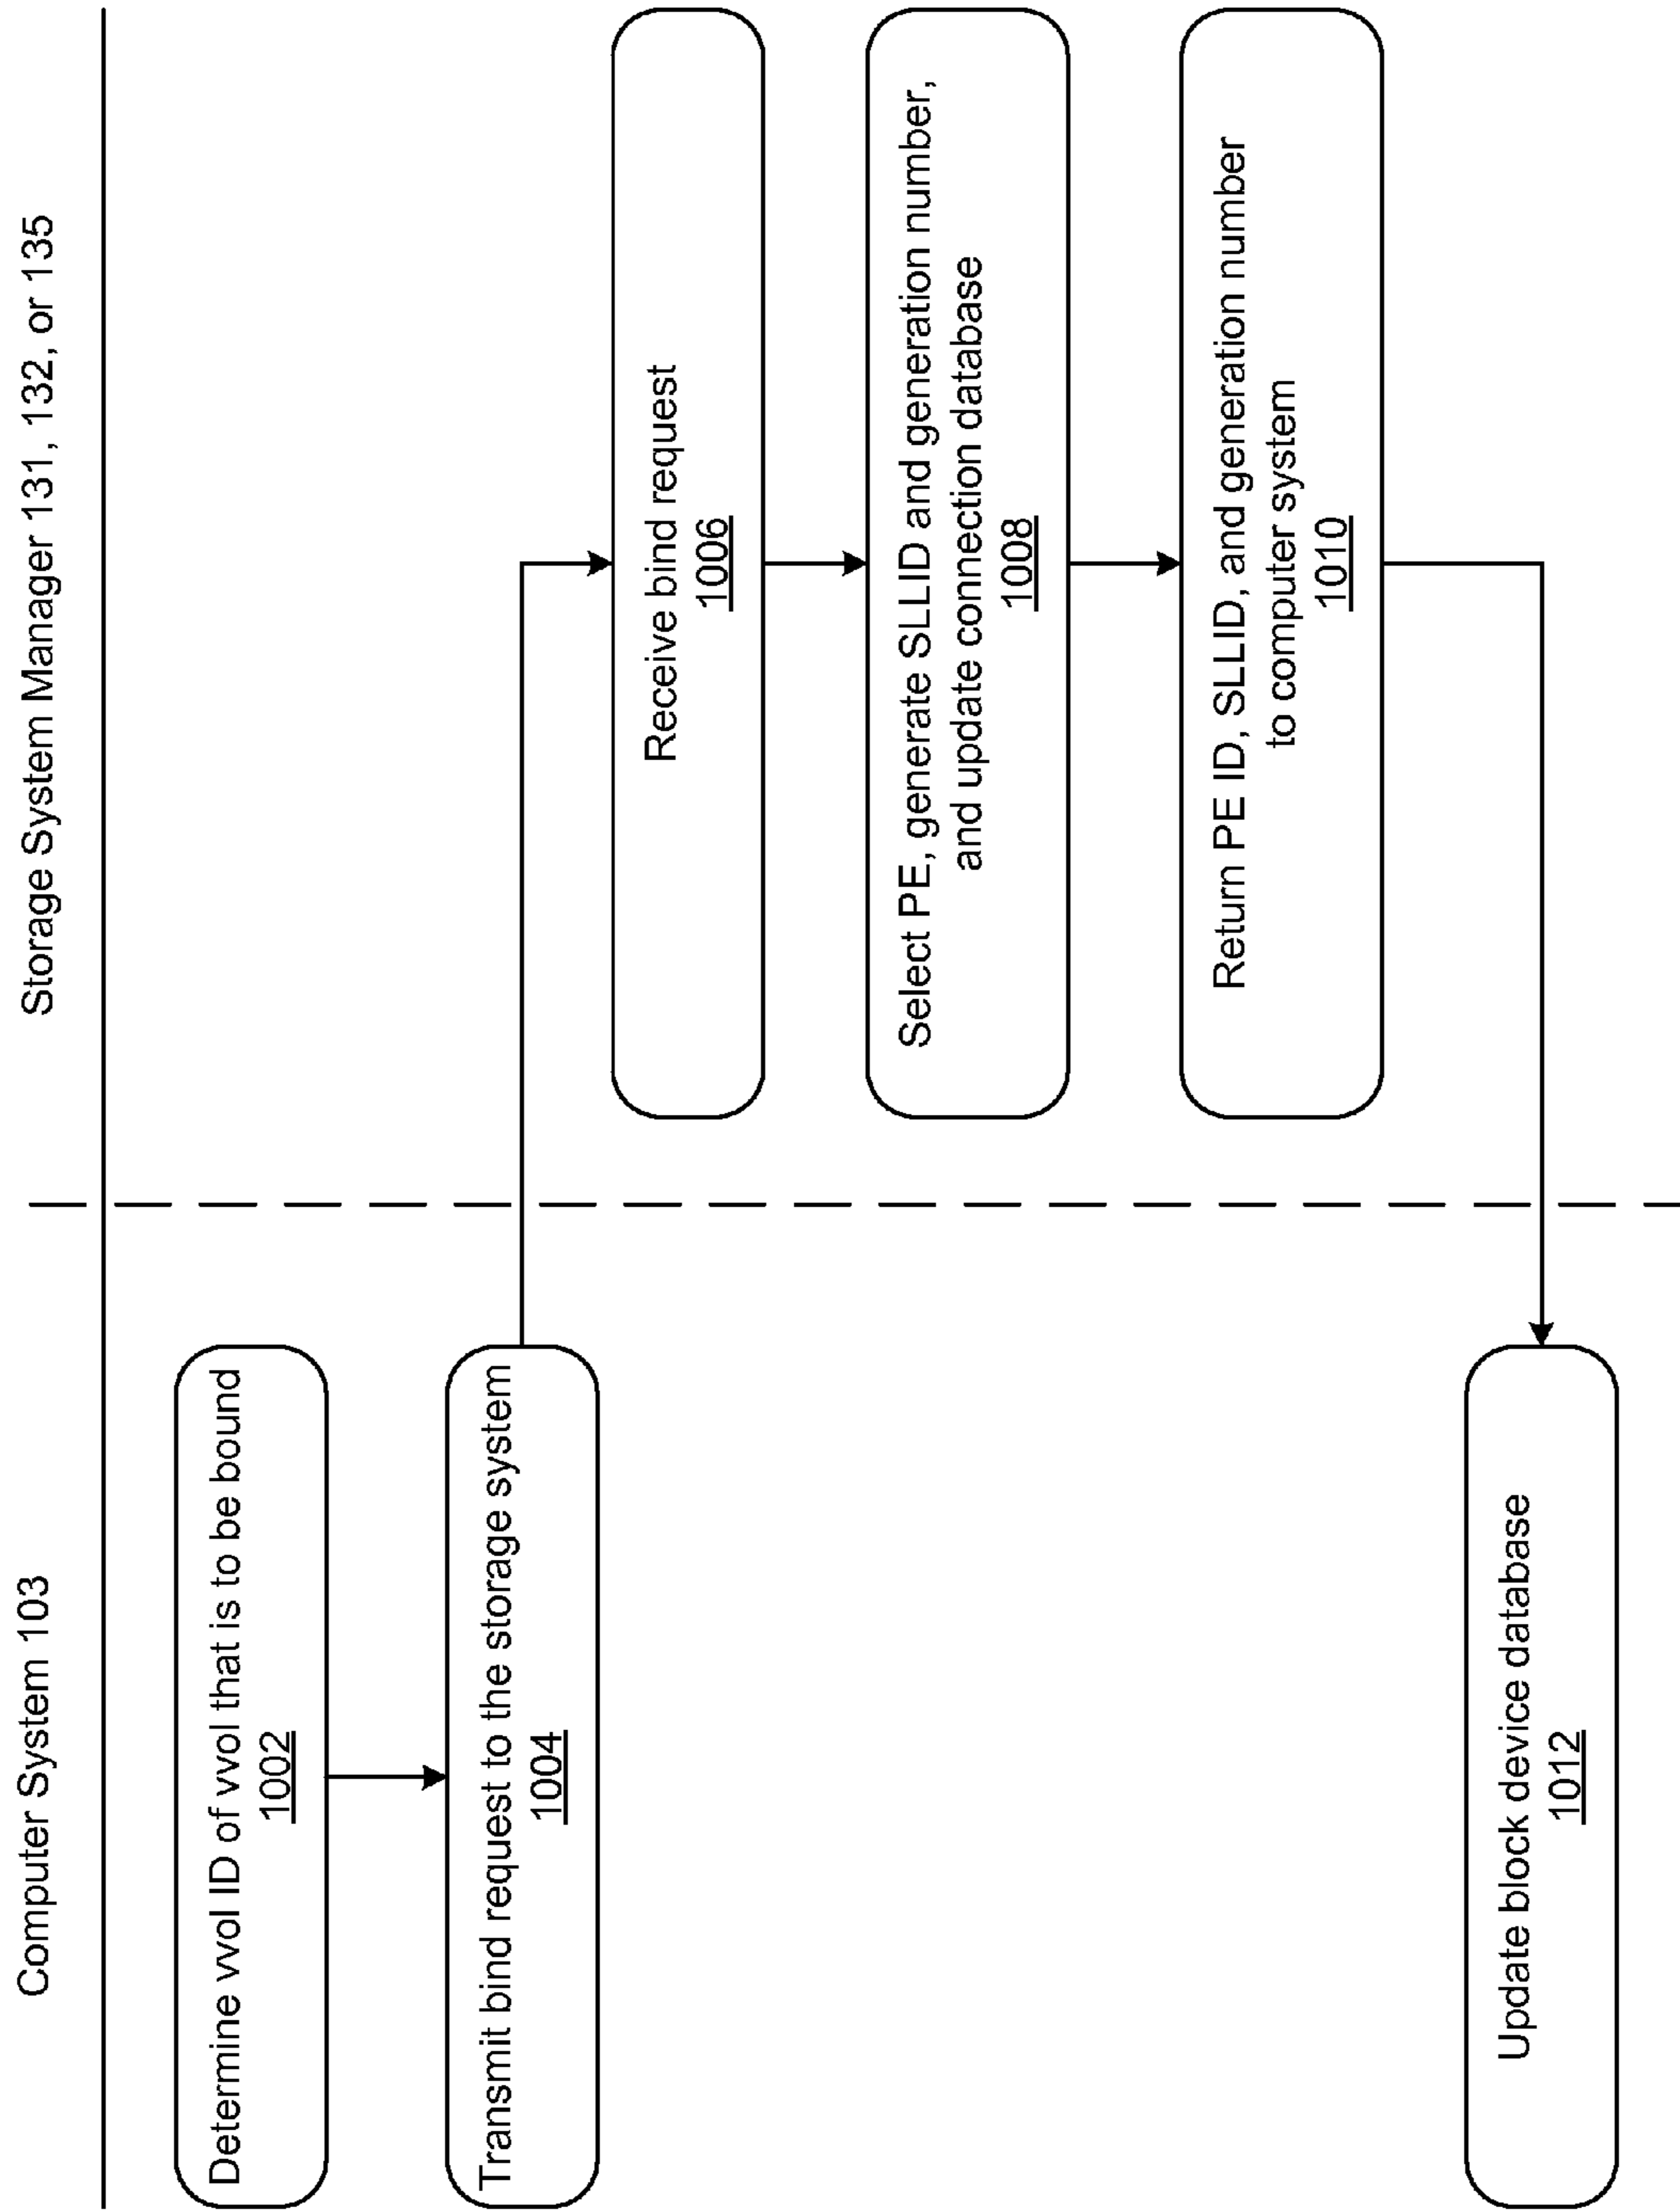 Computer System 103
Storage System Manager 131, 132, or 135
Determine vvol ID of vvol that is to be bound
1002
Transmit bind request to the storage system
1004
Receive bind request
1006
Select PE, generate SLLID and generation number,
and update connection database
1008
Return PE ID, SLLID, and generation number
to computer system
1010
Update block device database
1012